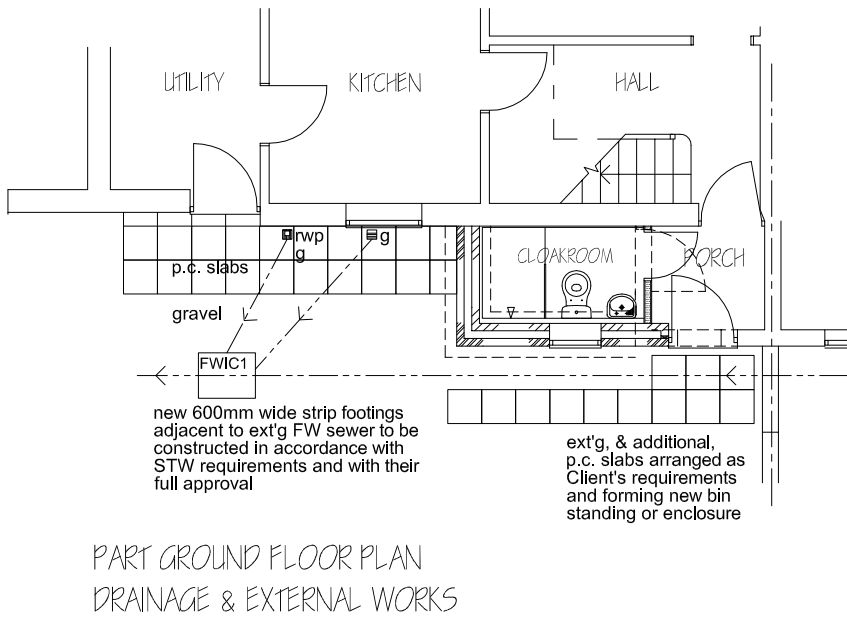 UTILITY
KITCHEN
HALL
rwp
g
g
CLOAKROOM
PORCH
p.c. slabs
gravel
FWIC1
new 600mm wide strip footings
adjacent to ext'g FW sewer to be
constructed in accordance with
STW requirements and with their
full approval
ext'g, & additional,
p.c. slabs arranged as
Client's requirements
and forming new bin
standing or enclosure
PART GROUND FLOOR PLAN
DRAINAGE & EXTERNAL WORKS